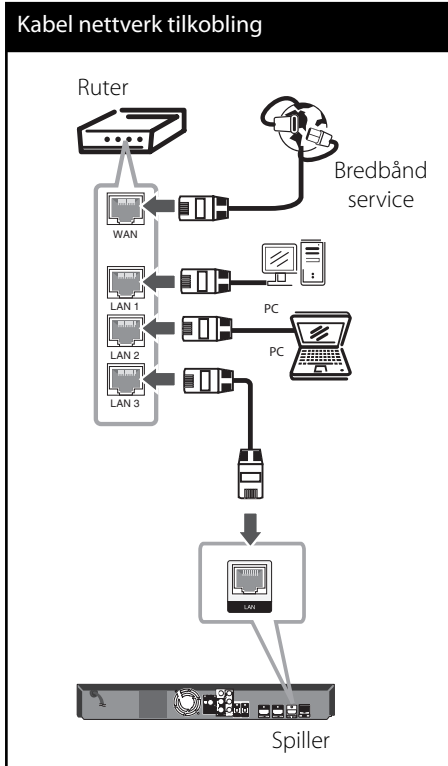 Kabel nettverk tilkobling
Ruter
Bredbånd
service
WAN
LAN 1
PC
LAN 2
PC
LAN 3
LAN
Spiller